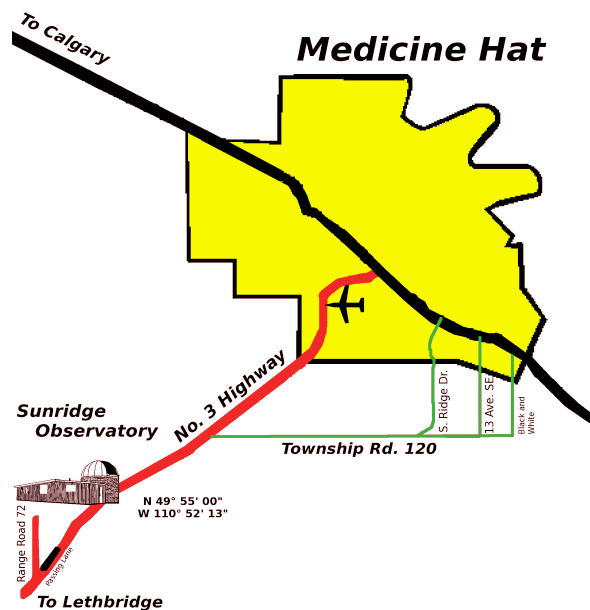 To Calgary
Medicine Hat
No. 3 Highway
S. Ridge Dr.
13 Ave. SE
Black and
White
Sunridge
Observatory
Township Rd. 120
N 49° 55' 00"
W 110° 52' 13"
Range Road 72
Passing Lane
To Lethbridge